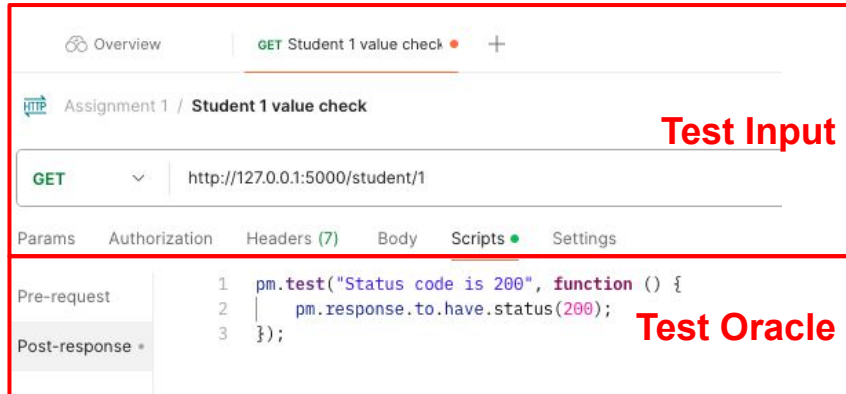 Overview GET Student 1 value check +
HTTP Assignment 1 / Student 1 value check
Test Input
GET http://127.0.0.1:5000/student/1
Params Authorization Headers (7) Body Scripts Settings
Pre-request
Post-response
1 pm.test("Status code is 200", function () {
2 pm.response.to.have.status(200);
3 });
Test Oracle